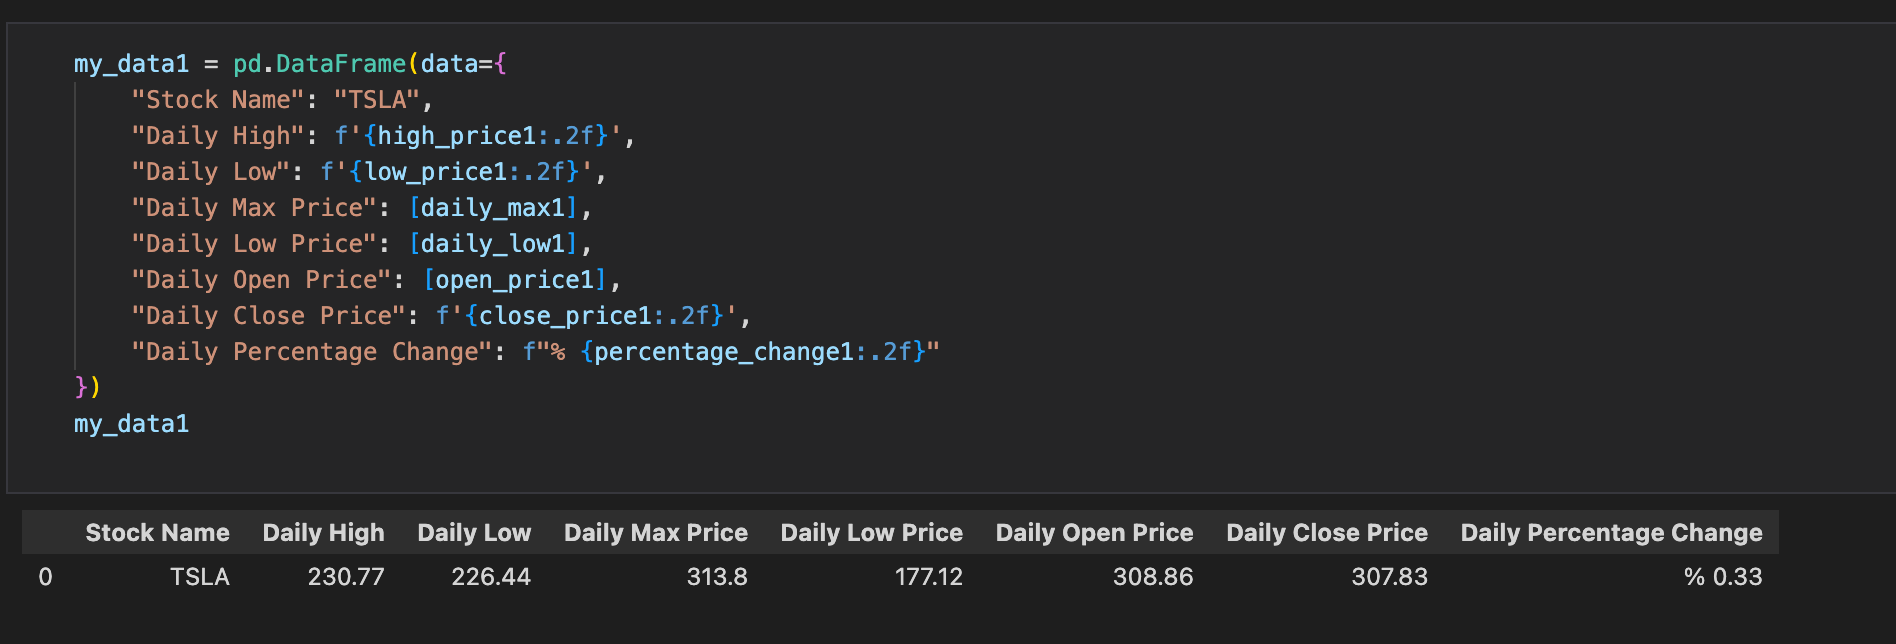 my_data1 = pd.DataFrame(data={
    "Stock Name": "TSLA",
    "Daily High": f'{high_price1:.2f}',
    "Daily Low": f'{low_price1:.2f}',
    "Daily Max Price": [daily_max1],
    "Daily Low Price": [daily_low1],
    "Daily Open Price": [open_price1],
    "Daily Close Price": f'{close_price1:.2f}',
    "Daily Percentage Change": f"% {percentage_change1:.2f}"
})
my_data1
Stock Name Daily High Daily Low Daily Max Price Daily Low Price Daily Open Price Daily Close Price Daily Percentage Change
0 TSLA 230.77 226.44 313.8 177.12 308.86 307.83 % 0.33